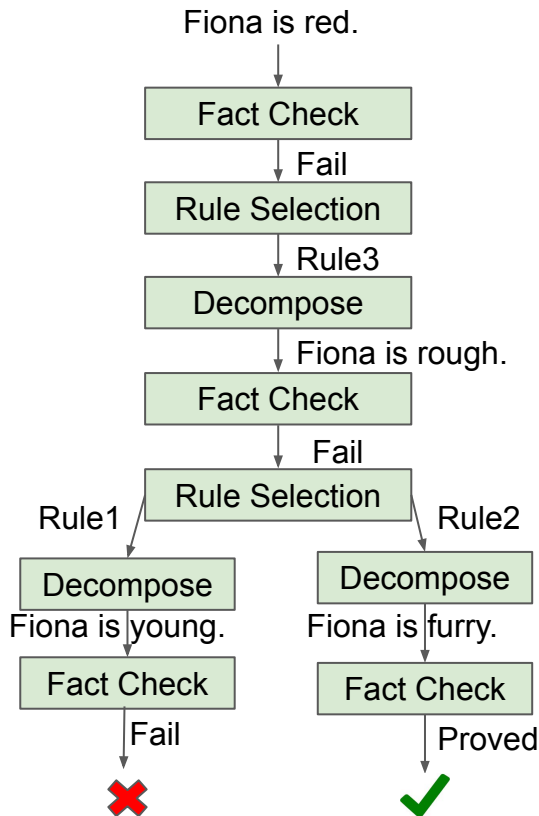 Fiona is red.
Fact Check
Fail
Rule Selection
Rule3
Decompose
Fiona is rough.
Fact Check
Fail
Rule Selection
Rule1
Rule2
Decompose
Decompose
Fiona is young.
Fiona is furry.
Fact Check
Fact Check
Fail
Proved